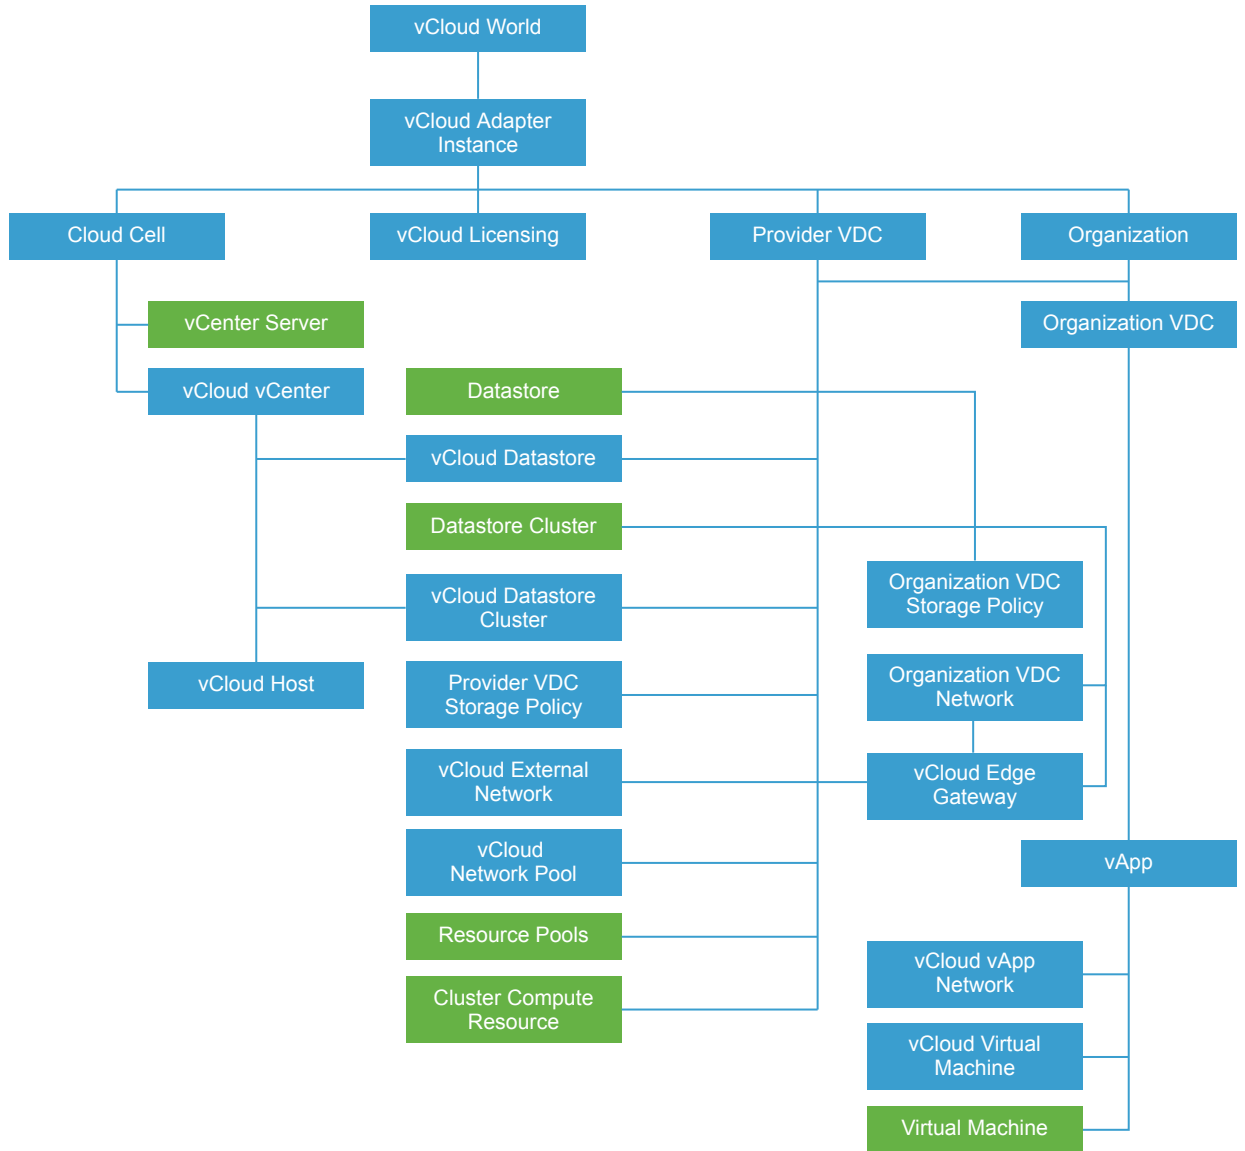 vCloud World
vCloud Adapter
Instance
Cloud Cell
vCloud Licensing
Provider VDC
Organization
vCenter Server
Organization VDC
vCloud vCenter
Datastore
vCloud Datastore
Datastore Cluster
vCloud Datastore
Cluster
Organization VDC
Storage Policy
vCloud Host
Provider VDC
Storage Policy
Organization VDC
Network
vCloud External
Network
vCloud Edge
Gateway
vCloud
Network Pool
vApp
Resource Pools
vCloud vApp
Network
Cluster Compute
Resource
vCloud Virtual
Machine
Virtual Machine